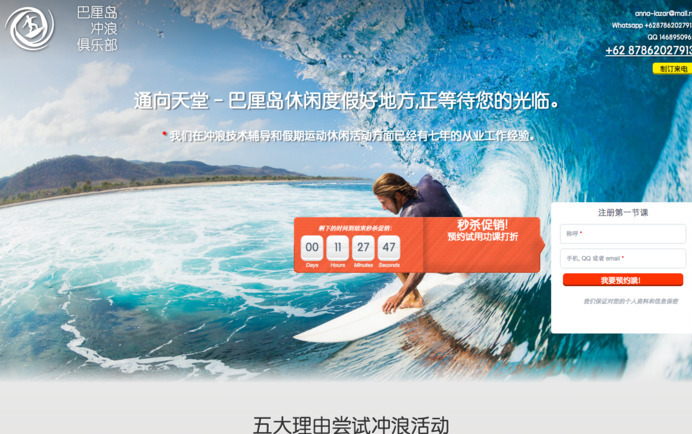 巴厘岛
冲浪
俱乐部
Whatsapp +6287862027913
+62 87862027913
制订来电
通向天堂 - 巴厘岛休闲度假好地方,正等待您的光临。
* 我们在冲浪技术辅导和假期运动休闲活动方面已经有七年的从业工作经验。
剩下的时间到结束秒杀促销!
00 11 27 47
Days Hours Minutes Seconds
秒杀促销!
预约试用功课打折
注册第一节课
称呼 *
手机, QQ 或者 email *
我要预约哦!
我们保证对您的个人资料和信息保密
五大理由尝试冲浪活动